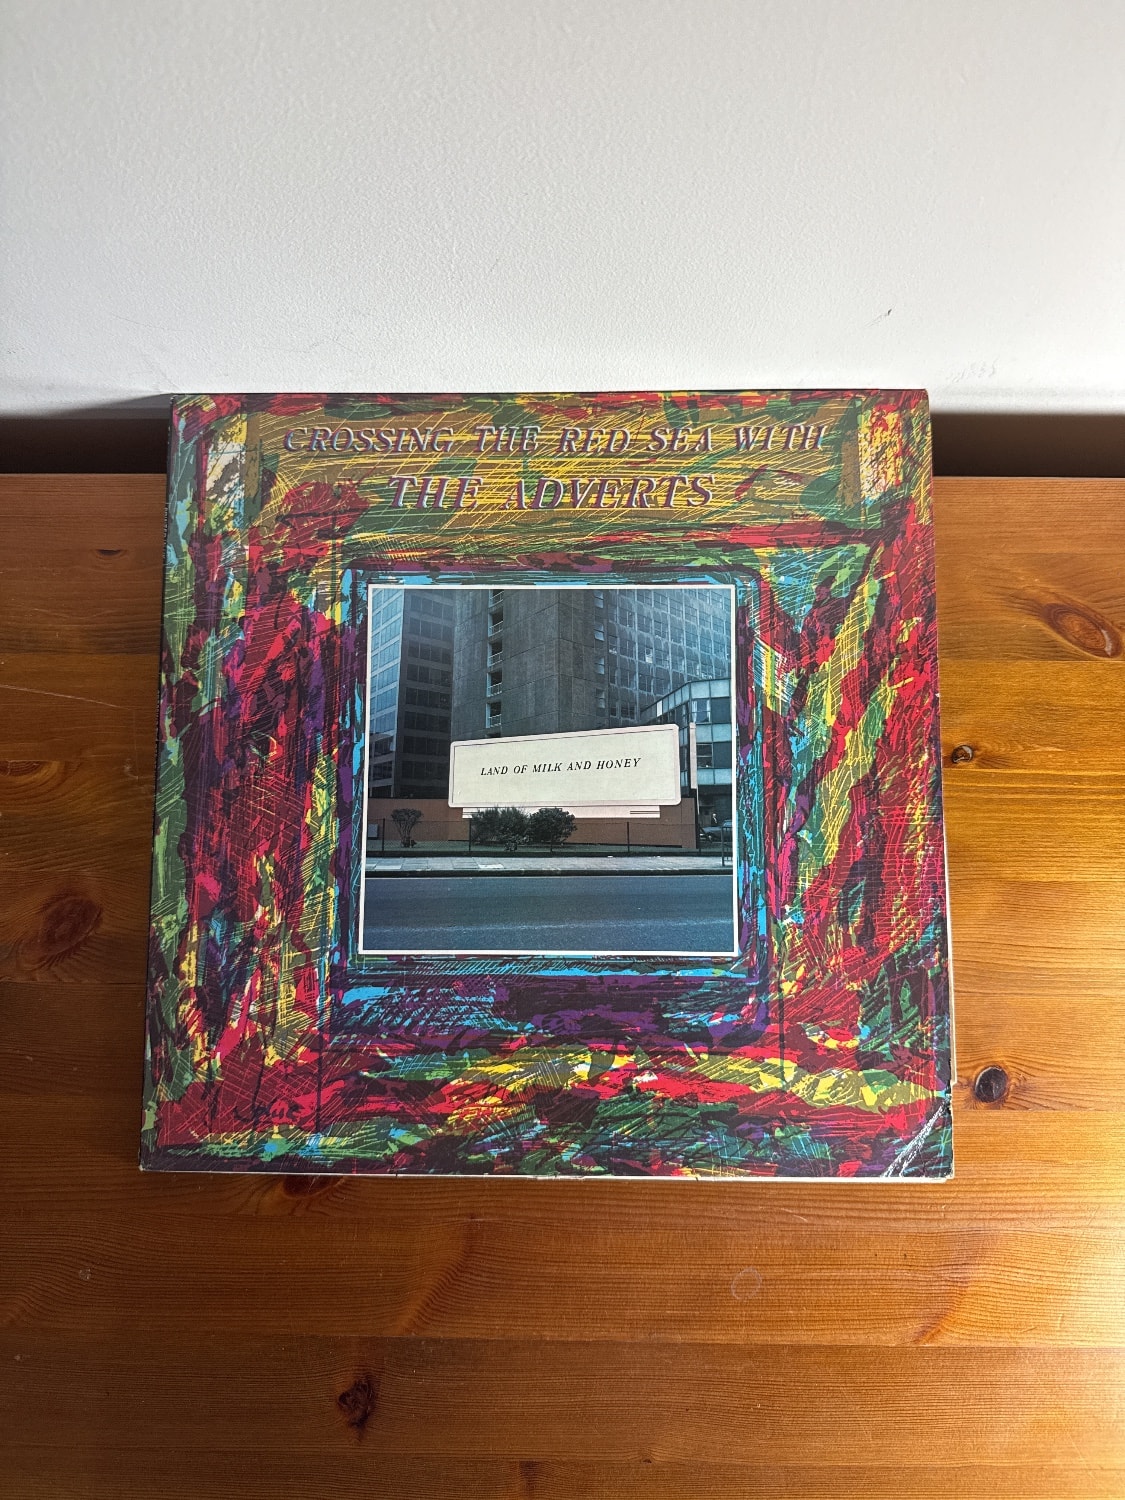 CROSSING THE RED SEA WITH
THE ADVERTS
LAND OF MILK AND HONEY